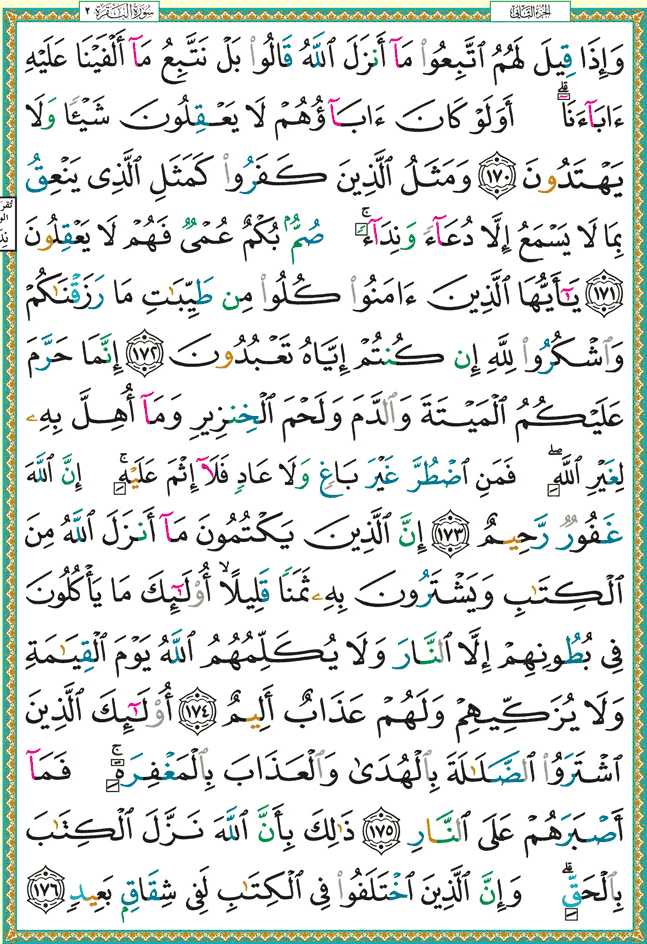 الجزء الثاني
سورة البقرة ٢
وَإِذَا قِيلَ لَهُمُ ٱتَّبِعُوا۟ مَآ أَنزَلَ ٱللَّهُ قَالُوا۟ بَلْ نَتَّبِعُ مَآ أَلْفَيْنَا عَلَيْهِ
ءَابَآءَنَآ ۗ أَوَلَوْ كَانَ ءَابَآؤُهُمْ لَا يَعْقِلُونَ شَيْـًٔا وَلَا
يَهْتَدُونَ ١٧٠ وَمَثَلُ ٱلَّذِينَ كَفَرُوا۟ كَمَثَلِ ٱلَّذِى يَنْعِقُ
بِمَا لَا يَسْمَعُ إِلَّا دُعَآءً وَنِدَآءً ۚ صُمٌّۢ بُكْمٌ عُمْىٌ فَهُمْ لَا يَعْقِلُونَ
١٧١ يَـٰٓأَيُّهَا ٱلَّذِينَ ءَامَنُوا۟ كُلُوا۟ مِن طَيِّبَـٰتِ مَا رَزَقْنَـٰكُمْ
وَٱشْكُرُوا۟ لِلَّهِ إِن كُنتُمْ إِيَّاهُ تَعْبُدُونَ ١٧٢ إِنَّمَا حَرَّمَ
عَلَيْكُمُ ٱلْمَيْتَةَ وَٱلدَّمَ وَلَحْمَ ٱلْخِنزِيرِ وَمَآ أُهِلَّ بِهِۦ
لِغَيْرِ ٱللَّهِ ۖ فَمَنِ ٱضْطُرَّ غَيْرَ بَاغٍ وَلَا عَادٍ فَلَآ إِثْمَ عَلَيْهِ ۚ إِنَّ ٱللَّهَ
غَفُورٌ رَّحِيمٌ ١٧٣ إِنَّ ٱلَّذِينَ يَكْتُمُونَ مَآ أَنزَلَ ٱللَّهُ مِنَ
ٱلْكِتَـٰبِ وَيَشْتَرُونَ بِهِۦ ثَمَنًا قَلِيلًا ۙ أُو۟لَـٰٓئِكَ مَا يَأْكُلُونَ
فِى بُطُونِهِمْ إِلَّا ٱلنَّارَ وَلَا يُكَلِّمُهُمُ ٱللَّهُ يَوْمَ ٱلْقِيَـٰمَةِ
وَلَا يُزَكِّيهِمْ وَلَهُمْ عَذَابٌ أَلِيمٌ ١٧٤ أُو۟لَـٰٓئِكَ ٱلَّذِينَ
ٱشْتَرَوُا۟ ٱلضَّلَـٰلَةَ بِٱلْهُدَىٰ وَٱلْعَذَابَ بِٱلْمَغْفِرَةِ ۚ فَمَآ
أَصْبَرَهُمْ عَلَى ٱلنَّارِ ١٧٥ ذَٰلِكَ بِأَنَّ ٱللَّهَ نَزَّلَ ٱلْكِتَـٰبَ
بِٱلْحَقِّ ۗ وَإِنَّ ٱلَّذِينَ ٱخْتَلَفُوا۟ فِى ٱلْكِتَـٰبِ لَفِى شِقَاقٍۭ بَعِيدٍ ١٧٦